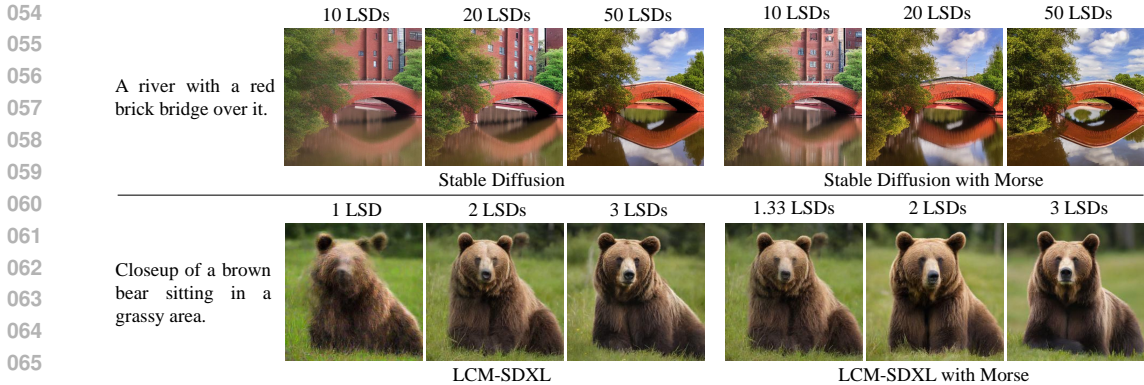 054
055
056
057
058
059
060
061
062
063
064
065
10 LSDs 20 LSDs 50 LSDs 10 LSDs 20 LSDs 50 LSDs
A river with a red
brick bridge over it.
Stable Diffusion Stable Diffusion with Morse
1 LSD 2 LSDs 3 LSDs 1.33 LSDs 2 LSDs 3 LSDs
Closeup of a brown
bear sitting in a
grassy area.
LCM-SDXL LCM-SDXL with Morse